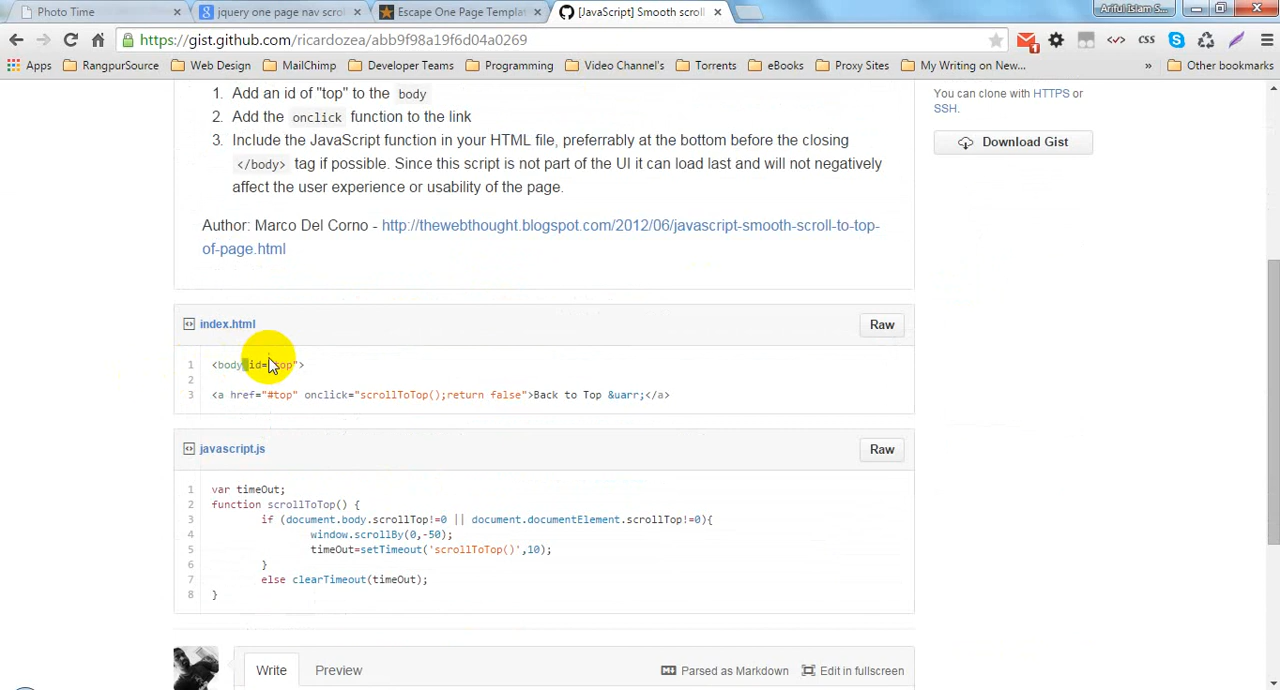 Photo Time
jquery one page nav scrol
Escape One Page Templat
[JavaScript] Smooth scroll
Ariful Islam S...
https://gist.github.com/ricardozea/abb9f98a19f6d04a0269
1
CSS
Apps
RangpurSource
Web Design
MailChimp
Developer Teams
Programming
Video Channel's
Torrents
eBooks
Proxy Sites
My Writing on New...
»
Other bookmarks
1. Add an id of "top" to the body
2. Add the onclick function to the link
3. Include the JavaScript function in your HTML file, preferrably at the bottom before the closing
</body> tag if possible. Since this script is not part of the UI it can load last and will not negatively
affect the user experience or usability of the page.
Author: Marco Del Corno - http://thewebthought.blogspot.com/2012/06/javascript-smooth-scroll-to-top-
of-page.html
You can clone with HTTPS or
SSH.
Download Gist
index.html
Raw
1 <body id="top">
2
3 <a href="#top" onclick="scrollToTop();return false">Back to Top &uarr;</a>
javascript.js
Raw
1 var timeOut;
2 function scrollToTop() {
3 if (document.body.scrollTop!=0 || document.documentElement.scrollTop!=0){
4 window.scrollBy(0,-50);
5 timeOut=setTimeout('scrollToTop()',10);
6 }
7 else clearTimeout(timeOut);
8 }
Write
Preview
Parsed as Markdown
Edit in fullscreen